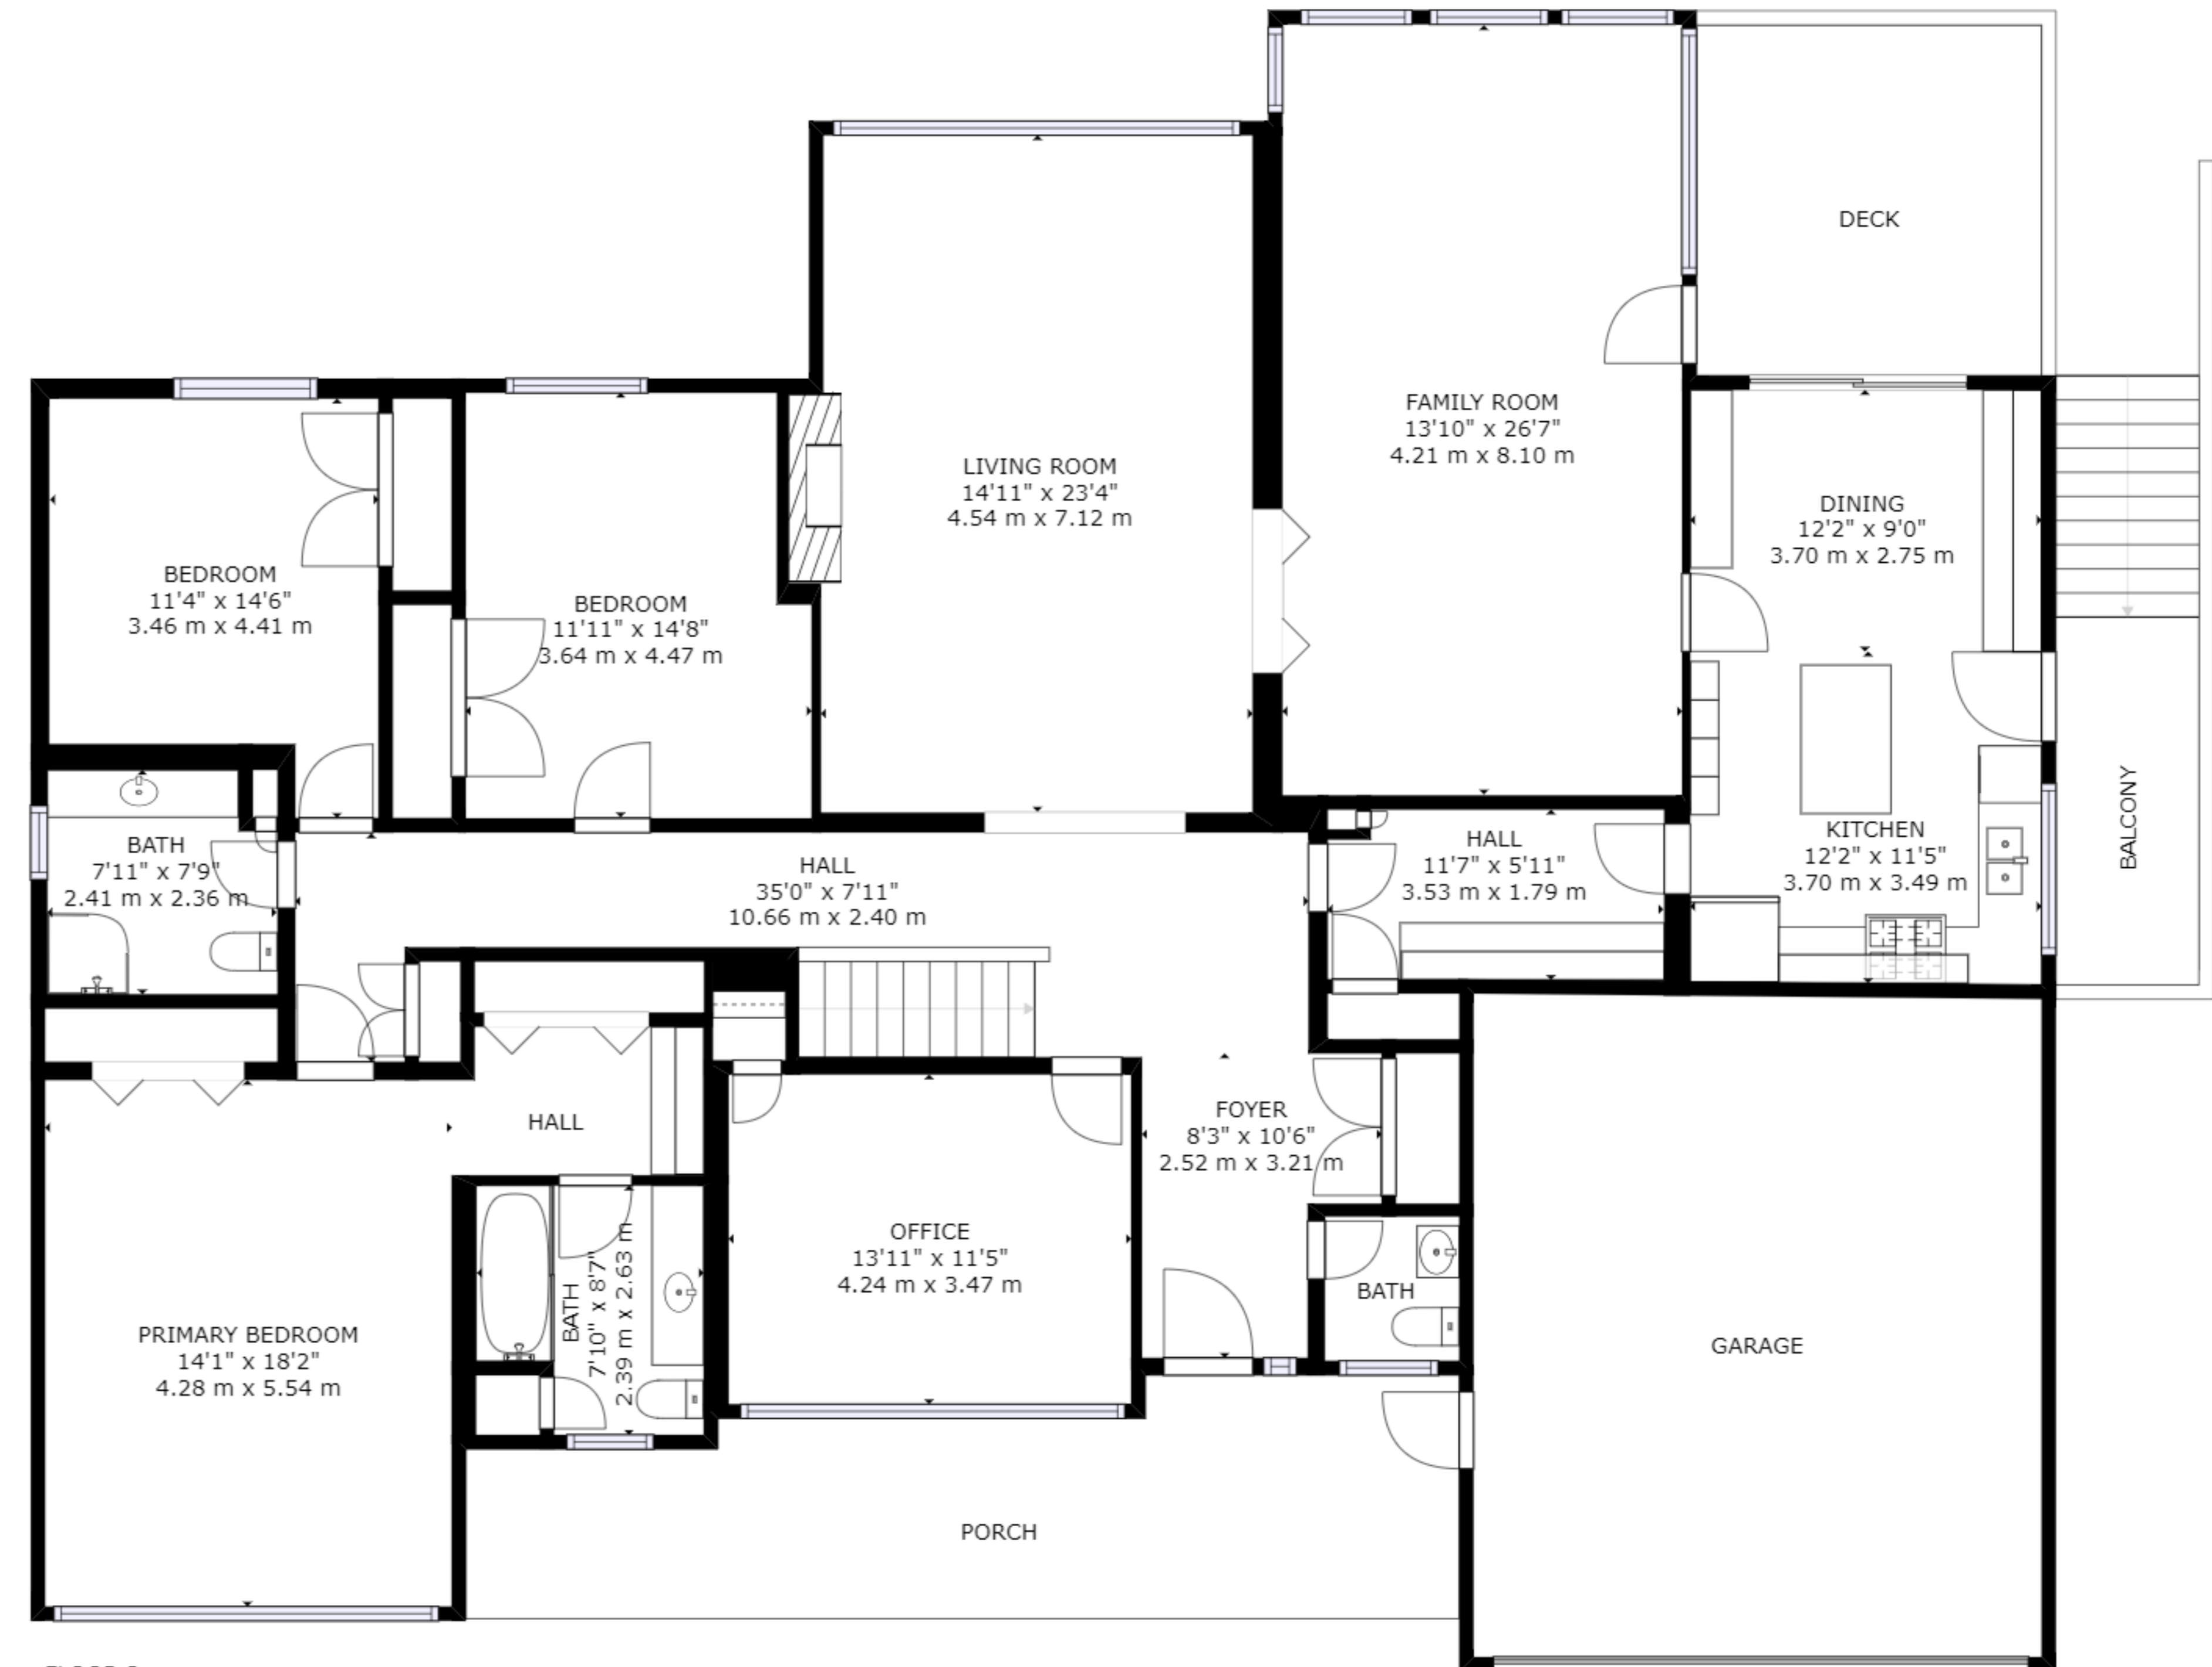 DECK
FAMILY ROOM
13'10" x 26'7"
4.21 m x 8.10 m
LIVING ROOM
14'11" x 23'4"
4.54 m x 7.12 m
DINING
12'2" x 9'0"
3.70 m x 2.75 m
BEDROOM
11'4" x 14'6"
3.46 m x 4.41 m
BEDROOM
11'11" x 14'8"
3.64 m x 4.47 m
BATH
7'11" x 7'9"
2.41 m x 2.36 m
HALL
35'0" x 7'11"
10.66 m x 2.40 m
HALL
11'7" x 5'11"
3.53 m x 1.79 m
KITCHEN
12'2" x 11'5"
3.70 m x 3.49 m
BALCONY
HALL
FOYER
8'3" x 10'6"
2.52 m x 3.21 m
OFFICE
13'11" x 11'5"
4.24 m x 3.47 m
BATH
7'10" x 8'7"
2.39 m x 2.63 m
BATH
PRIMARY BEDROOM
14'1" x 18'2"
4.28 m x 5.54 m
GARAGE
PORCH